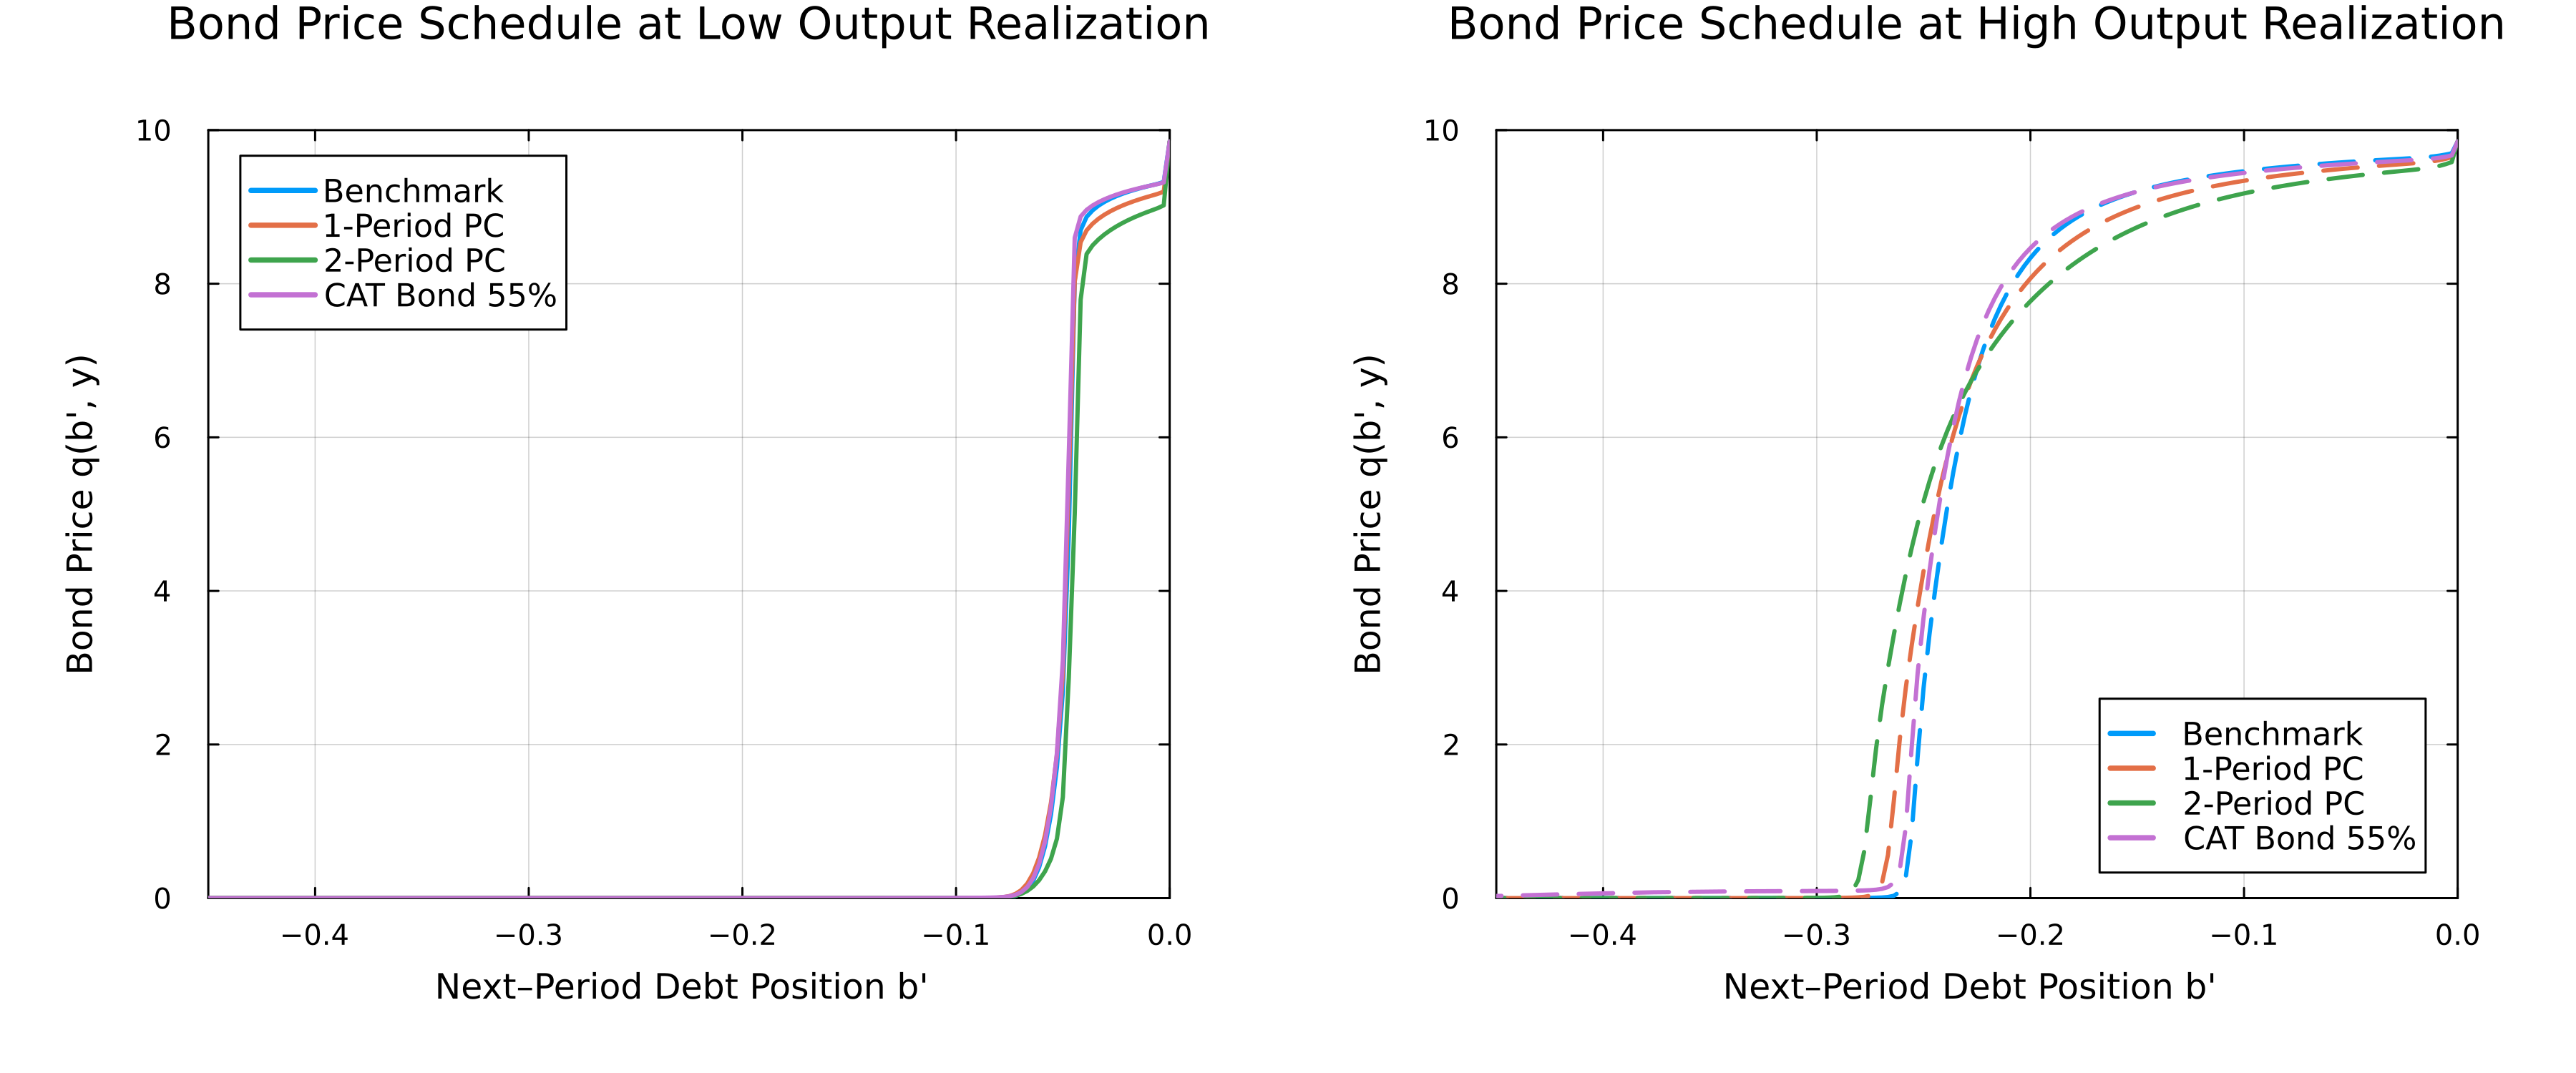 Bond Price Schedule at Low Output Realization
10
8
6
4
2
0
Bond Price q(b', y)
Benchmark
1-Period PC
2-Period PC
CAT Bond 55%
−0.4
−0.3
−0.2
−0.1
0.0
Next–Period Debt Position b'
Bond Price Schedule at High Output Realization
10
8
6
4
2
0
Bond Price q(b', y)
Benchmark
1-Period PC
2-Period PC
CAT Bond 55%
−0.4
−0.3
−0.2
−0.1
0.0
Next–Period Debt Position b'